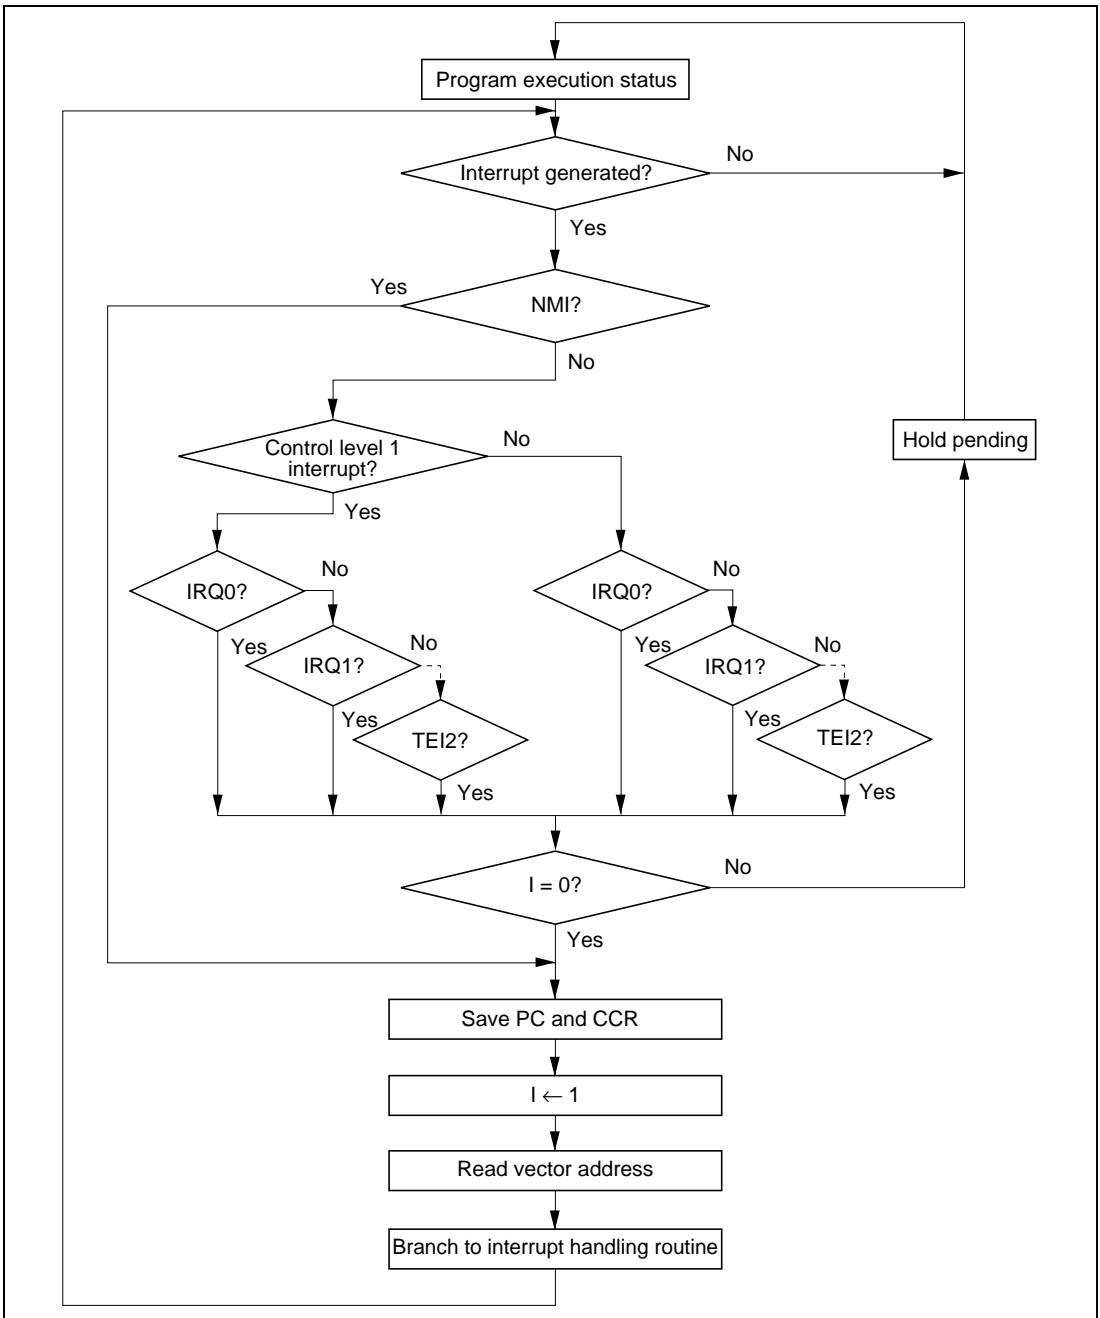 Program execution status
Interrupt generated?
No
Yes
Yes
NMI?
No
Control level 1
interrupt?
No
Hold pending
Yes
IRQ0?
No
IRQ0?
No
Yes
IRQ1?
No
Yes
IRQ1?
No
Yes
TEI2?
Yes
TEI2?
Yes
Yes
I = 0?
No
Yes
Save PC and CCR
I ← 1
Read vector address
Branch to interrupt handling routine